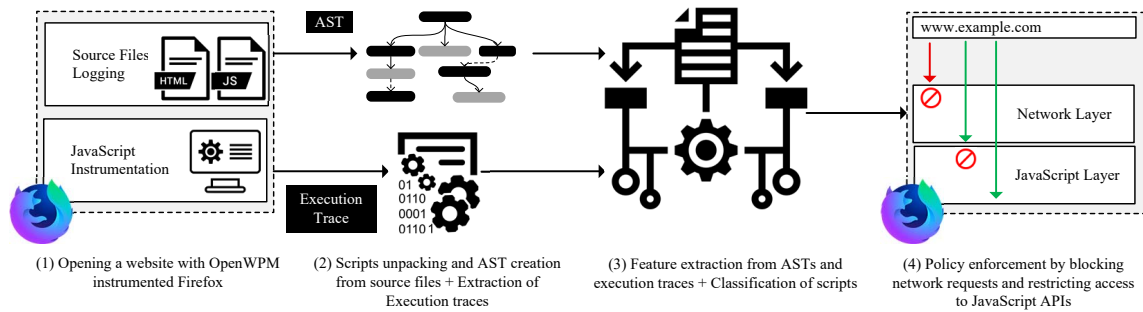 Source Files
Logging
HTML
JS
JavaScript
Instrumentation
AST
Execution
Trace
01
0110
0001
0110 1
www.example.com
Network Layer
JavaScript Layer
(1) Opening a website with OpenWPM
instrumented Firefox
(2) Scripts unpacking and AST creation
from source files + Extraction of
Execution traces
(3) Feature extraction from ASTs and
execution traces + Classification of scripts
(4) Policy enforcement by blocking
network requests and restricting access
to JavaScript APIs